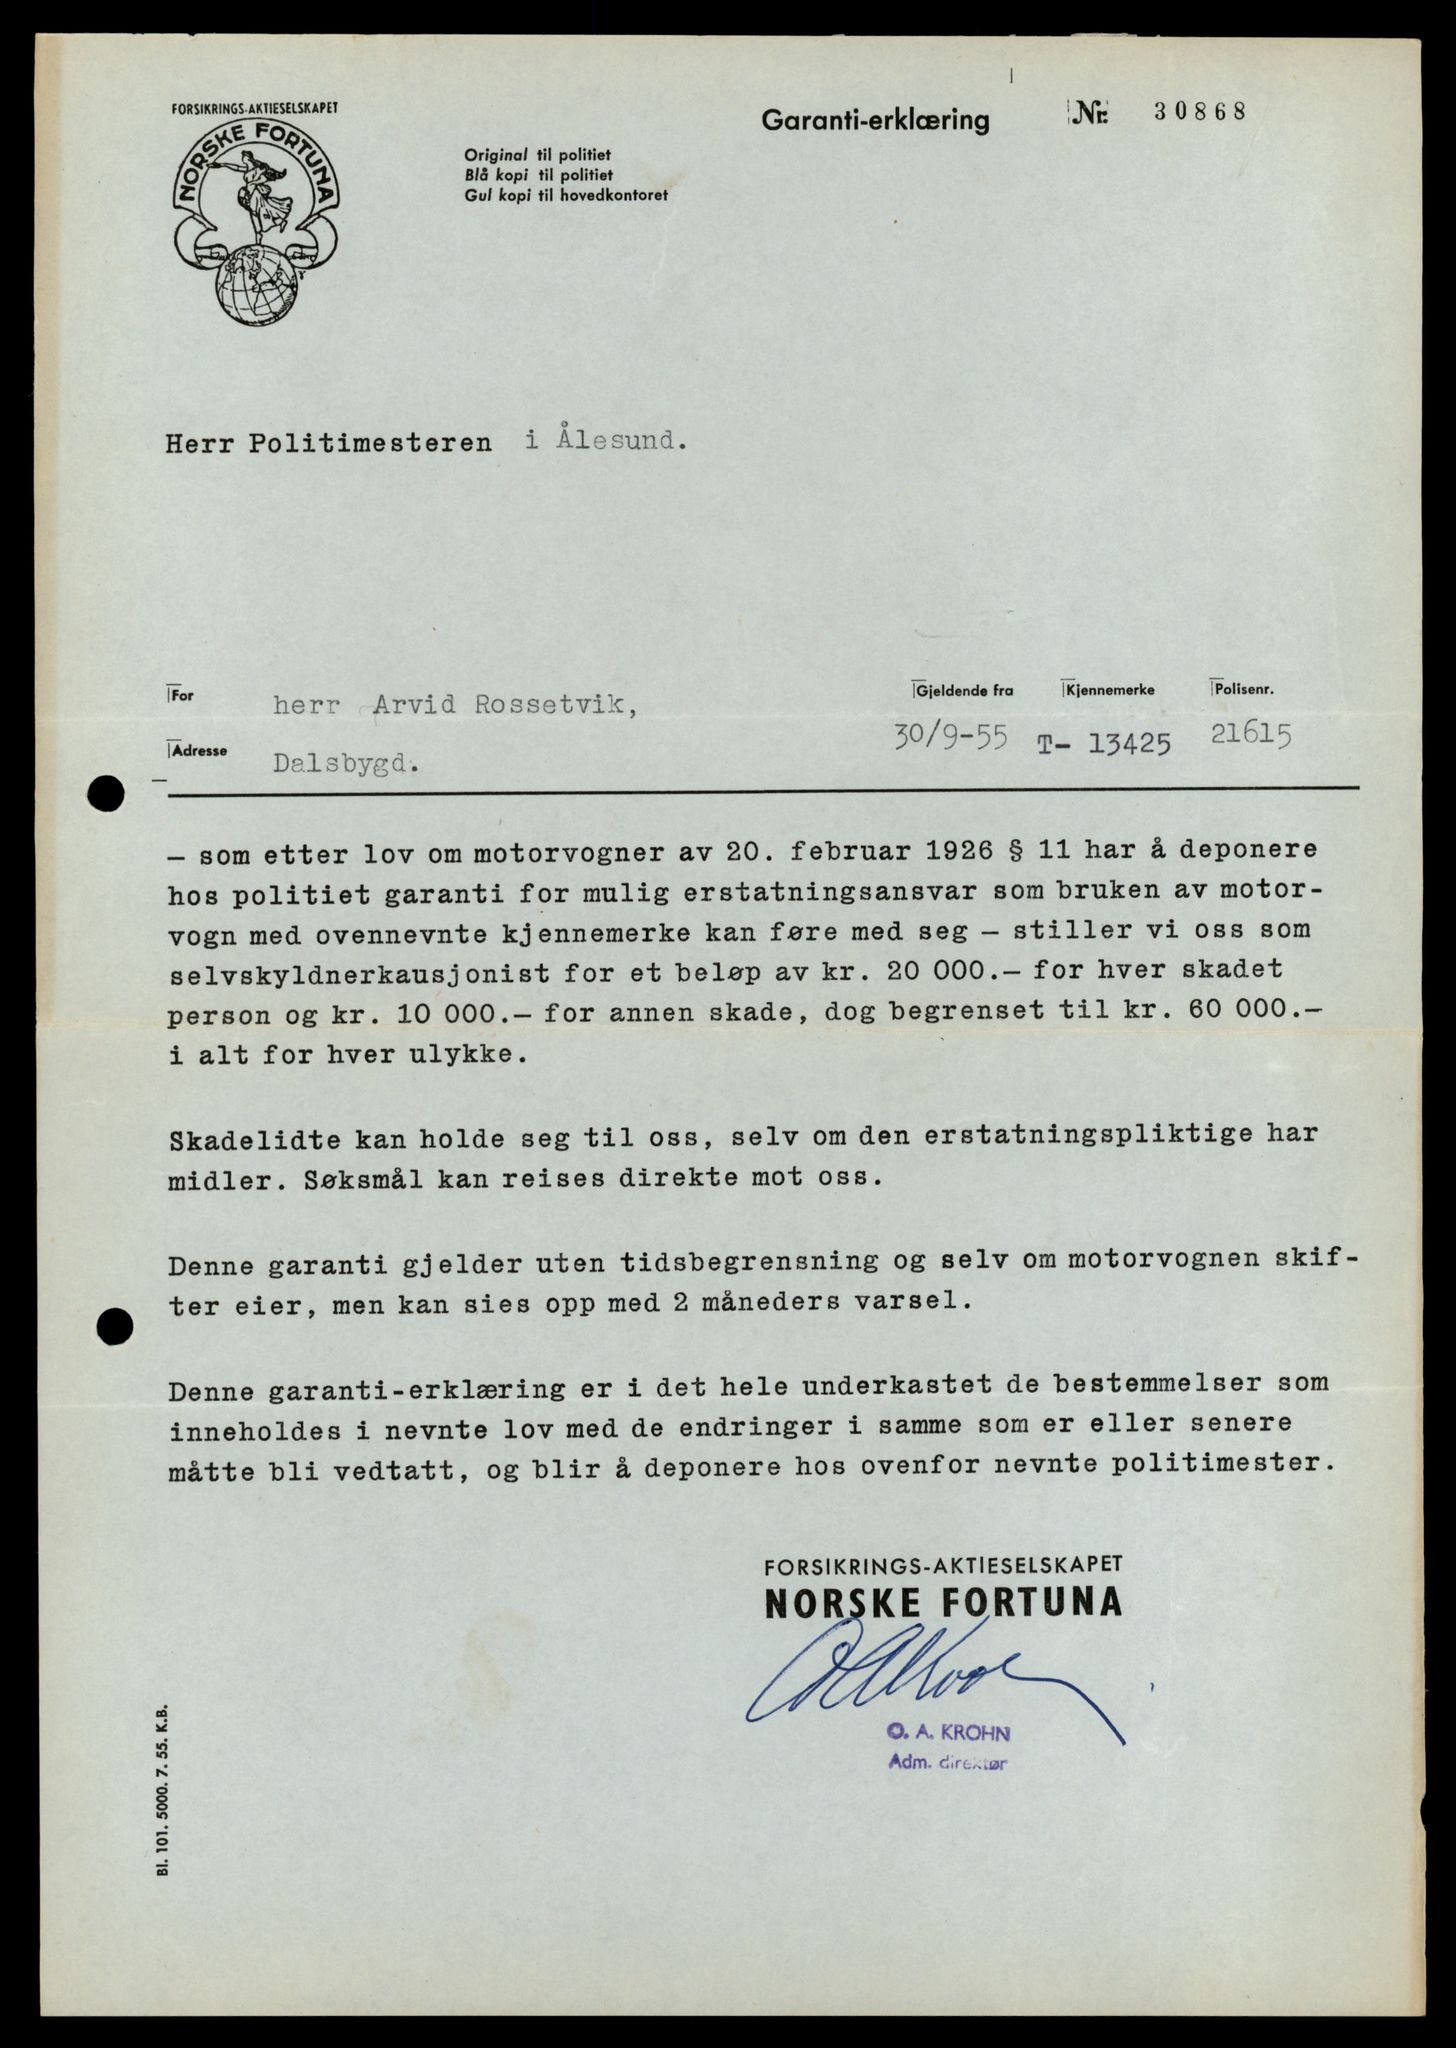 FORSIKRINGS-AKTIESELSKAPET
NORSKE FORTUNA
Garanti-erklæring
Nr. 30868
Original til politiet
Blå kopi til politiet
Gul kopi til hovedkontoret
Herr Politimesteren i Ålesund.
For herr Arvid Rossetvik,
Adresse Dalsbygd.
Gjeldende fra Kjennemerke Polisenr.
30/9-55 T- 13425 21615
— som etter lov om motorvogner av 20. februar 1926 § 11 har å deponere
hos politiet garanti for mulig erstatningsansvar som bruken av motor-
vogn med ovennevnte kjennemerke kan føre med seg — stiller vi oss som
selvskyldnerkausjonist for et beløp av kr. 20 000.— for hver skadet
person og kr. 10 000.— for annen skade, dog begrenset til kr. 60 000.—
i alt for hver ulykke.
Skadelidte kan holde seg til oss, selv om den erstatningspliktige har
midler. Søksmål kan reises direkte mot oss.
Denne garanti gjelder uten tidsbegrensning og selv om motorvognen skif-
ter eier, men kan sies opp med 2 måneders varsel.
Denne garanti-erklæring er i det hele underkastet de bestemmelser som
inneholdes i nevnte lov med de endringer i samme som er eller senere
måtte bli vedtatt, og blir å deponere hos ovenfor nevnte politimester.
FORSIKRINGS-AKTIESELSKAPET
NORSKE FORTUNA
O. A. KROHN
Adm. direktør
Bl. 101. 5000. 7. 55. K.B.